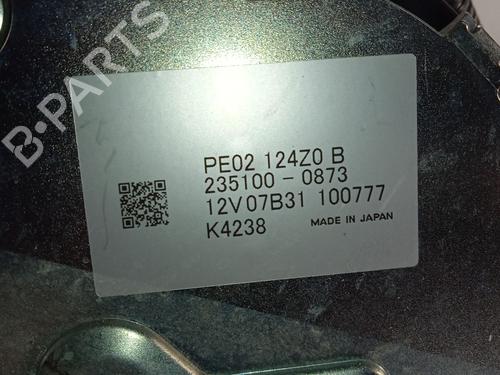 B-PARTS
PE02 124Z0 B
235100-0873
12V07B31 100777
K4238 MADE IN JAPAN